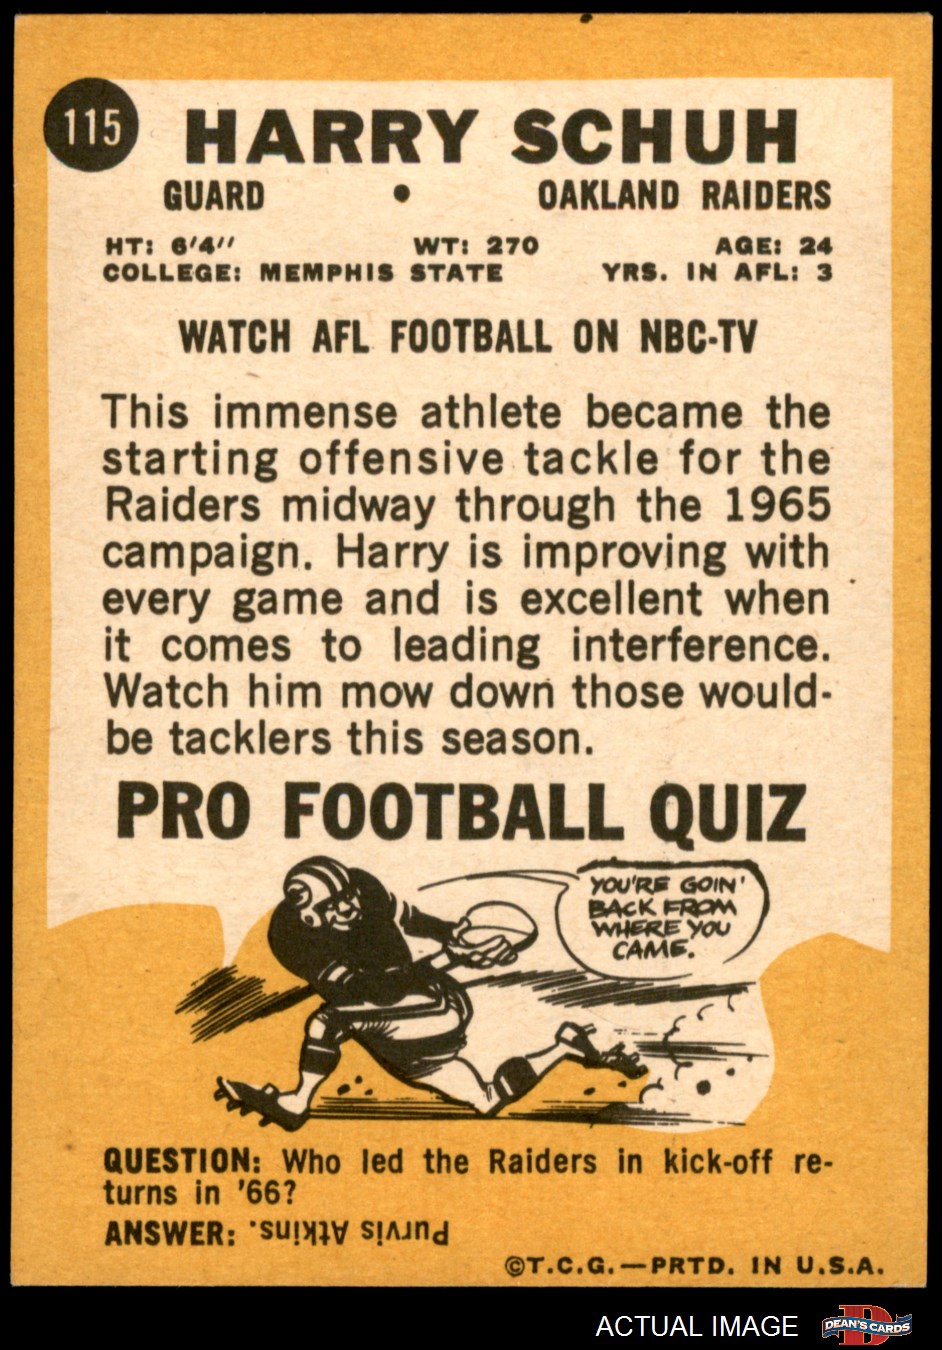 115
HARRY SCHUH
GUARD • OAKLAND RAIDERS
HT: 6'4'' WT: 270 AGE: 24
COLLEGE: MEMPHIS STATE YRS. IN AFL: 3
WATCH AFL FOOTBALL ON NBC-TV
This immense athlete became the
starting offensive tackle for the
Raiders midway through the 1965
campaign. Harry is improving with
every game and is excellent when
it comes to leading interference.
Watch him mow down those would-
be tacklers this season.
PRO FOOTBALL QUIZ
YOU'RE GOIN'
BACK FROM
WHERE YOU
CAME.
QUESTION: Who led the Raiders in kick-off re-
turns in '66?
ANSWER: Purvis Atkins.
©T.C.G.—PRTD. IN U.S.A.
ACTUAL IMAGE
D
DEAN'S CARDS